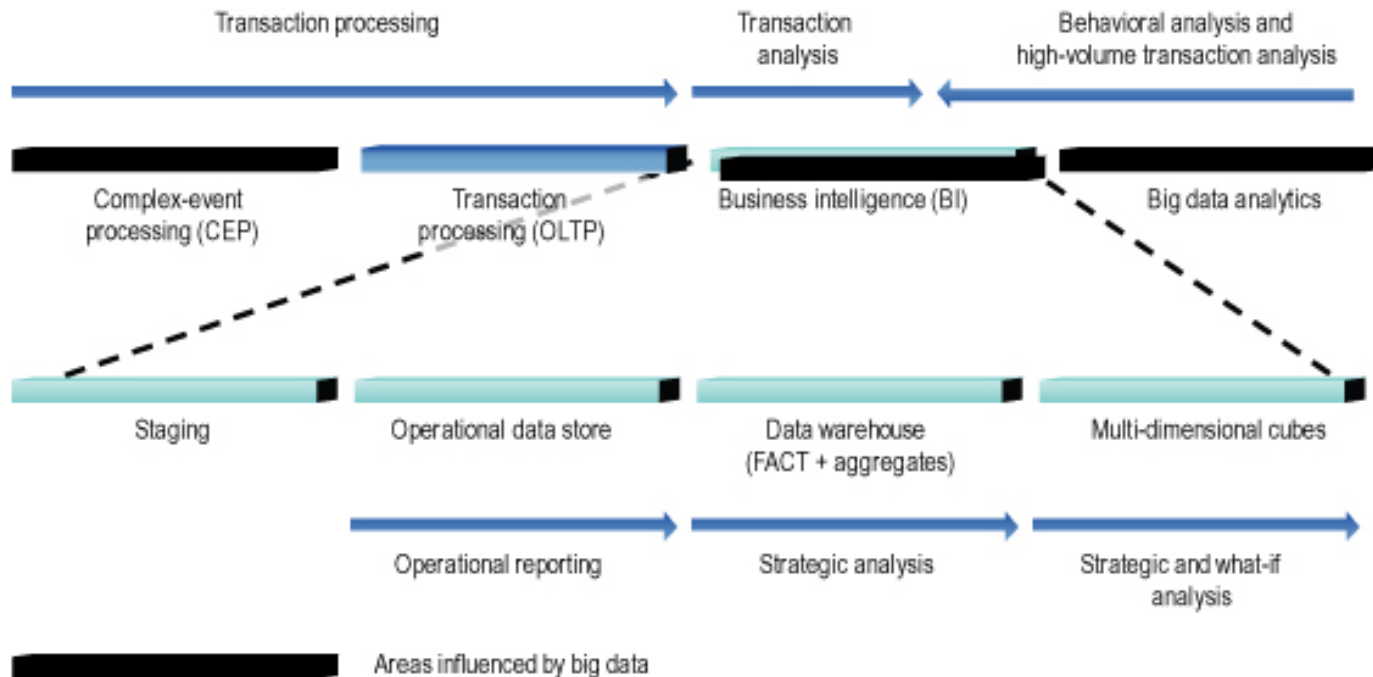 Transaction processing
Transaction
analysis
Behavioral analysis and
high-volume transaction analysis
Complex-event
processing (CEP)
Transaction
processing (OLTP)
Business intelligence (BI)
Big data analytics
Staging
Operational data store
Data warehouse
(FACT + aggregates)
Multi-dimensional cubes
Operational reporting
Strategic analysis
Strategic and what-if
analysis
Areas influenced by big data